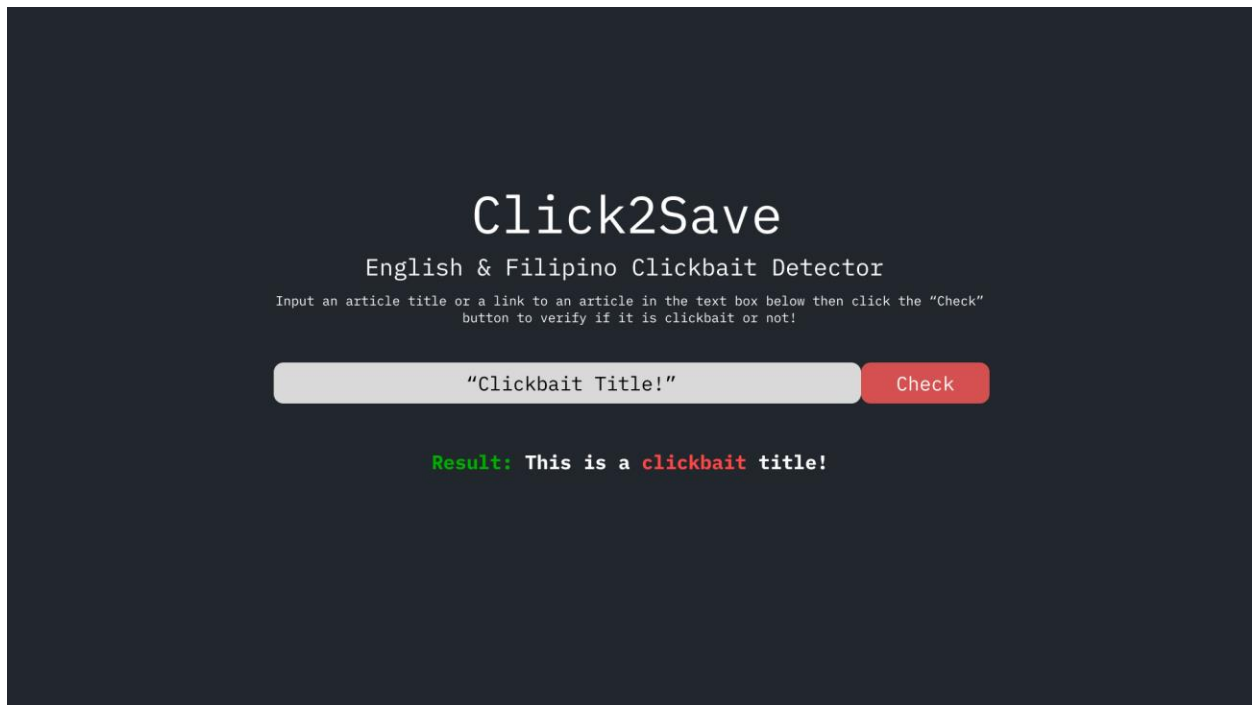 Click2Save
English & Filipino Clickbait Detector
Input an article title or a link to an article in the text box below then click the “Check”
button to verify if it is clickbait or not!
“Clickbait Title!” Check
Result: This is a clickbait title!